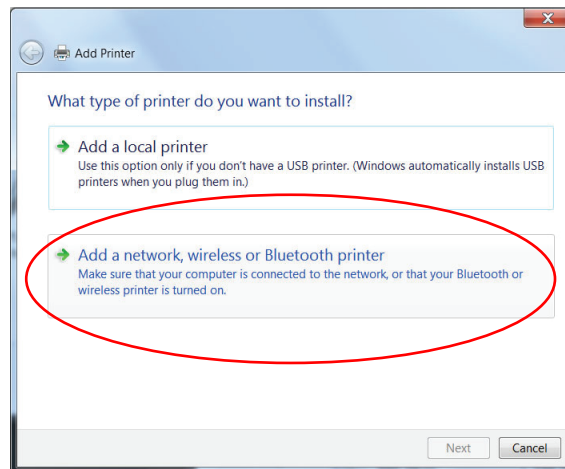 X
Add Printer
What type of printer do you want to install?
Add a local printer
Use this option only if you don't have a USB printer. (Windows automatically installs USB
printers when you plug them in.)
Add a network, wireless or Bluetooth printer
Make sure that your computer is connected to the network, or that your Bluetooth or
wireless printer is turned on.
Next Cancel